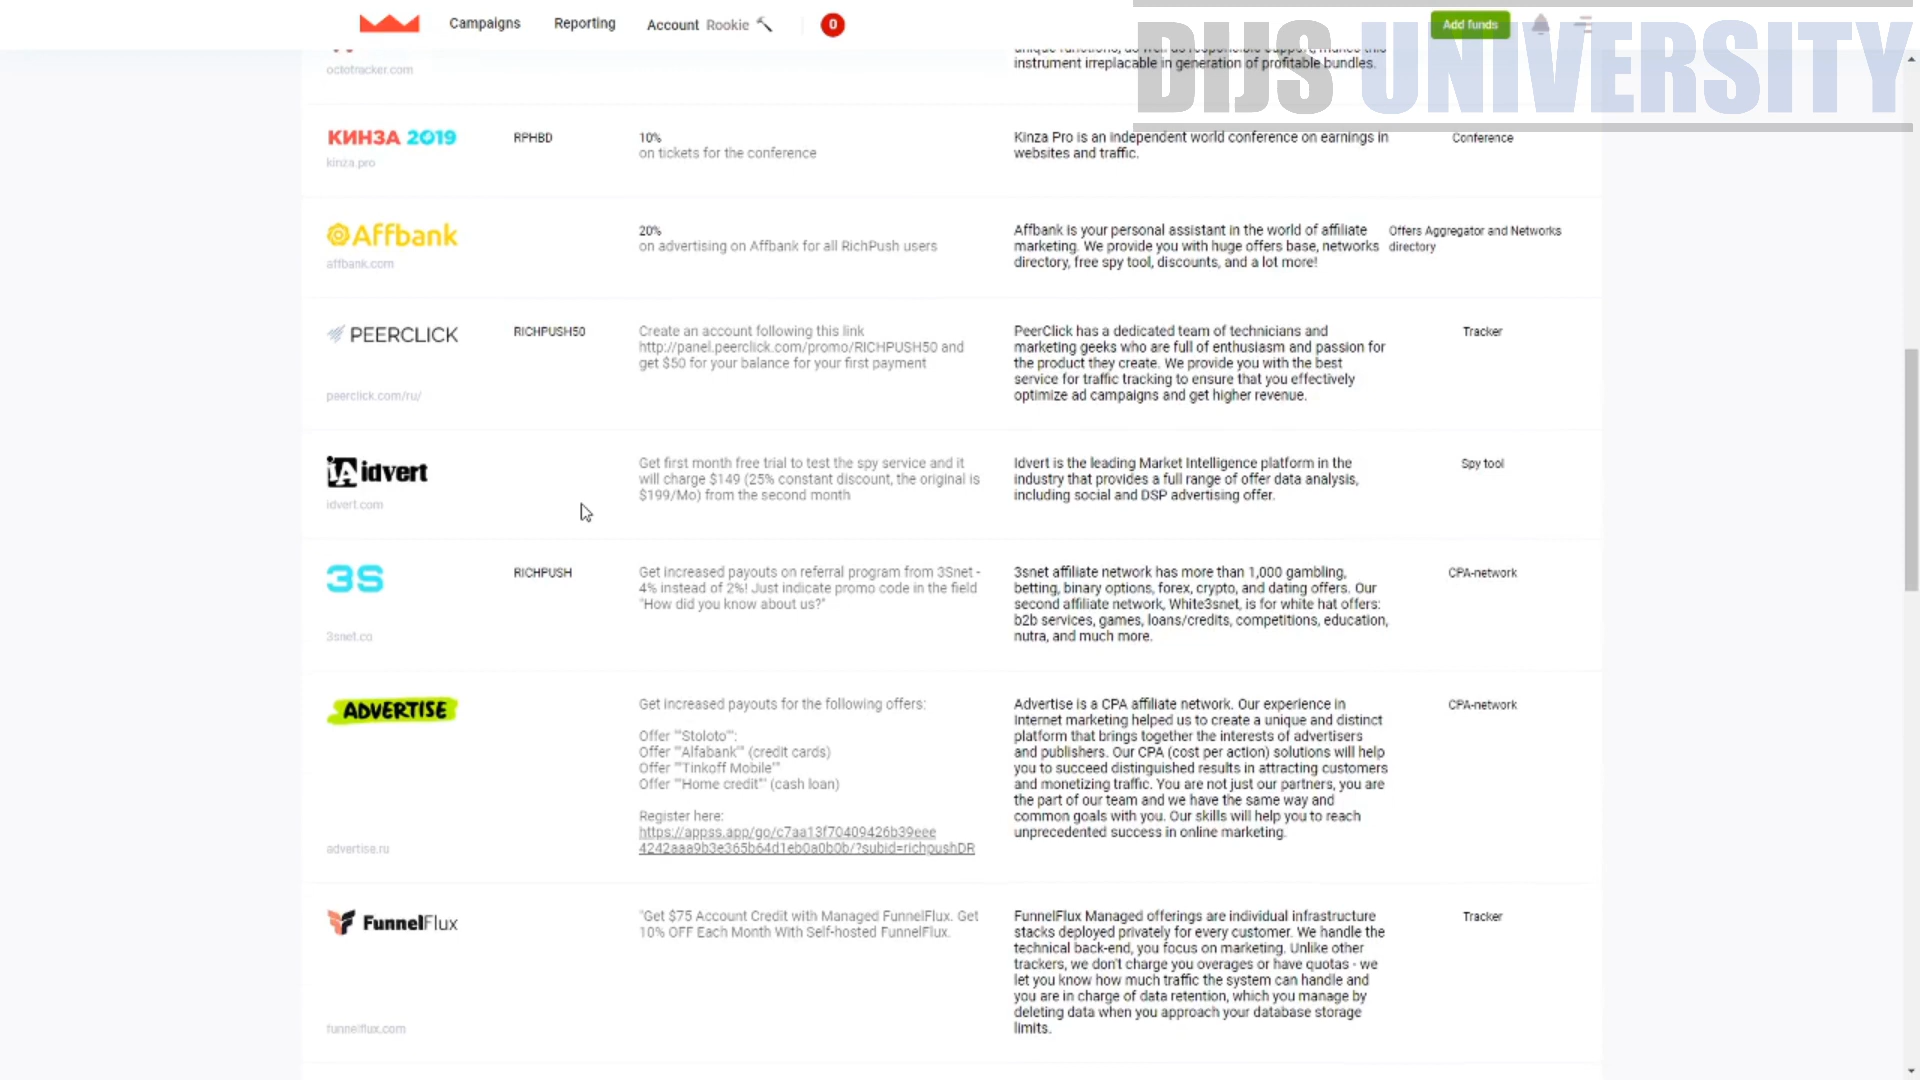 Campaigns Reporting Account Rookie 0 Add funds
DIJS UNIVERSITY
octotracker.com
unique functions, as well as responsible support, makes this
instrument irreplacable in generation of profitable bundles.
КИНЗА 2019
kinza.pro
RPHBD
10%
on tickets for the conference
Kinza Pro is an independent world conference on earnings in
websites and traffic.
Conference
Affbank
affbank.com
20%
on advertising on Affbank for all RichPush users
Affbank is your personal assistant in the world of affiliate
marketing. We provide you with huge offers base, networks
directory, free spy tool, discounts, and a lot more!
Offers Aggregator and Networks
directory
PEERCLICK
peerclick.com/ru/
RICHPUSH50
Create an account following this link
http://panel.peerclick.com/promo/RICHPUSH50 and
get $50 for your balance for your first payment
PeerClick has a dedicated team of technicians and
marketing geeks who are full of enthusiasm and passion for
the product they create. We provide you with the best
service for traffic tracking to ensure that you effectively
optimize ad campaigns and get higher revenue.
Tracker
iA idvert
idvert.com
Get first month free trial to test the spy service and it
will charge $149 (25% constant discount, the original is
$199/Mo) from the second month
Idvert is the leading Market Intelligence platform in the
industry that provides a full range of offer data analysis,
including social and DSP advertising offer.
Spy tool
3S
3snet.co
RICHPUSH
Get increased payouts on referral program from 3Snet -
4% instead of 2%! Just indicate promo code in the field
"How did you know about us?"
3snet affiliate network has more than 1,000 gambling,
betting, binary options, forex, crypto, and dating offers. Our
second affiliate network, White3snet, is for white hat offers:
b2b services, games, loans/credits, competitions, education,
nutra, and much more.
CPA-network
ADVERTISE
advertise.ru
Get increased payouts for the following offers:
Offer "'Stoloto'":
Offer "'Alfabank'" (credit cards)
Offer "'Tinkoff Mobile'"
Offer "'Home credit'" (cash loan)
Register here:
https://appss.app/go/c7aa13f70409426b39eee
4242aaa9b3e365b64d1eb0a0b0b/?subid=richpushDR
Advertise is a CPA affiliate network. Our experience in
Internet marketing helped us to create a unique and distinct
platform that brings together the interests of advertisers
and publishers. Our CPA (cost per action) solutions will help
you to succeed distinguished results in attracting customers
and monetizing traffic. You are not just our partners, you are
the part of our team and we have the same way and
common goals with you. Our skills will help you to reach
unprecedented success in online marketing.
CPA-network
FunnelFlux
funnelflux.com
"Get $75 Account Credit with Managed FunnelFlux. Get
10% OFF Each Month With Self-hosted FunnelFlux.
FunnelFlux Managed offerings are individual infrastructure
stacks deployed privately for every customer. We handle the
technical back-end, you focus on marketing. Unlike other
trackers, we don't charge you overages or have quotas - we
let you know how much traffic the system can handle and
you are in charge of data retention, which you manage by
deleting data when you approach your database storage
limits.
Tracker